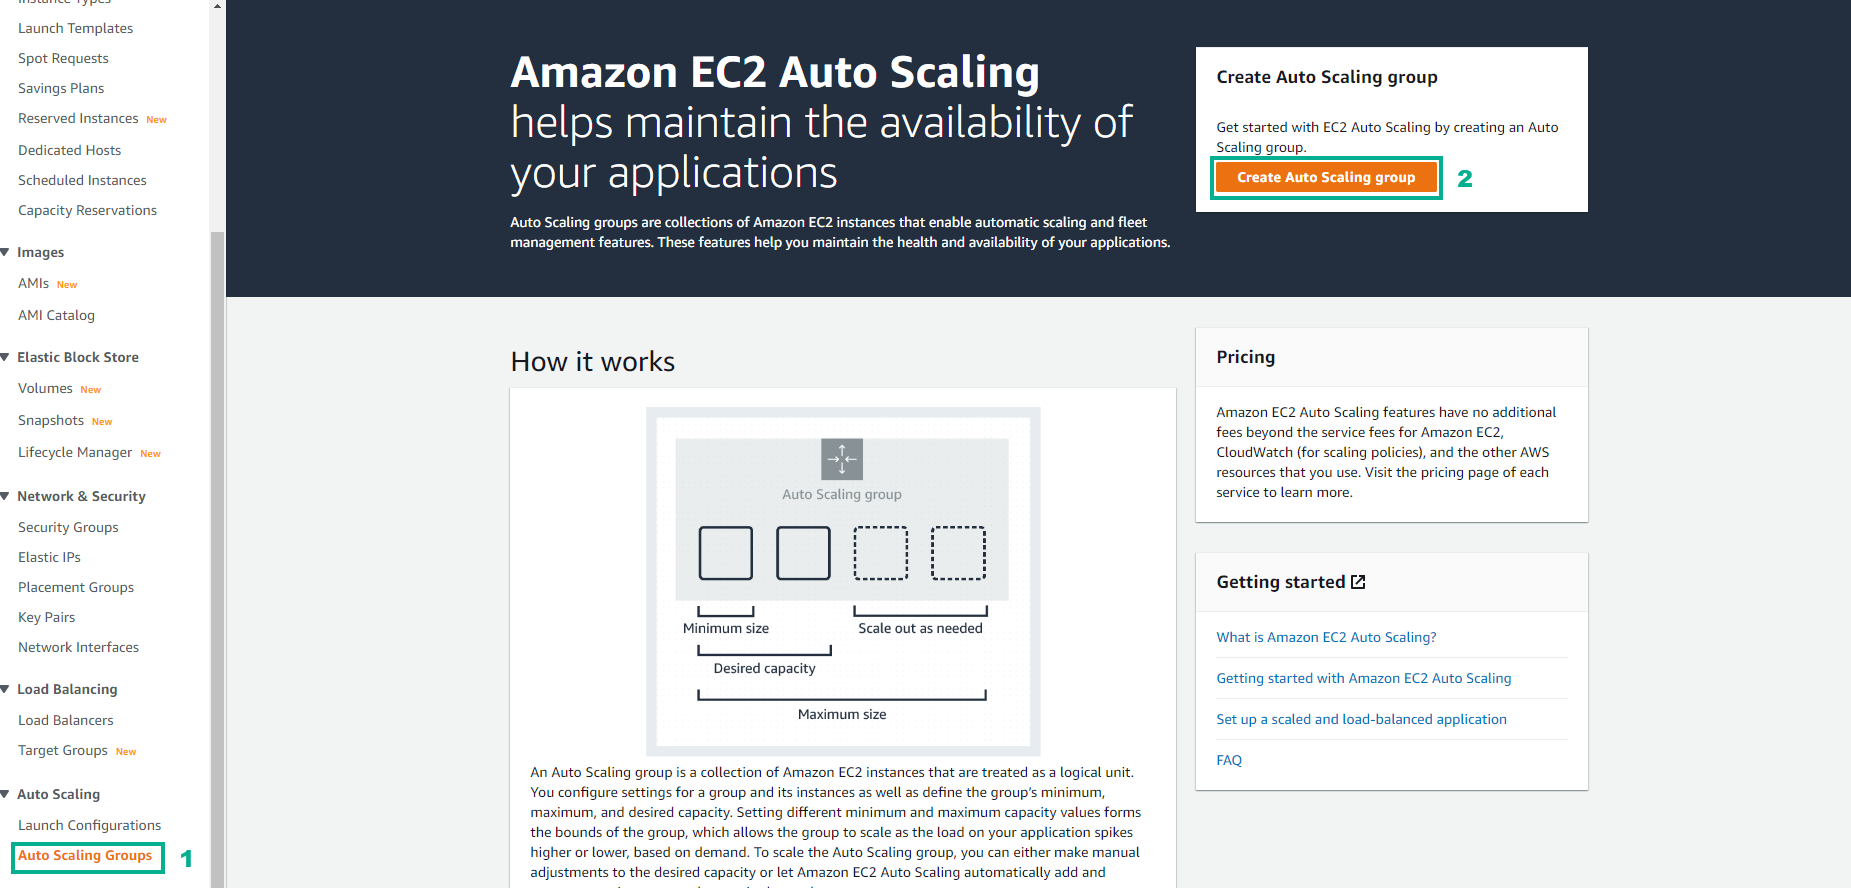 Instance Types
Launch Templates
Spot Requests
Savings Plans
Reserved Instances New
Dedicated Hosts
Scheduled Instances
Capacity Reservations
Images
AMIs New
AMI Catalog
Elastic Block Store
Volumes New
Snapshots New
Lifecycle Manager New
Network & Security
Security Groups
Elastic IPs
Placement Groups
Key Pairs
Network Interfaces
Load Balancing
Load Balancers
Target Groups New
Auto Scaling
Launch Configurations
Auto Scaling Groups 1
Amazon EC2 Auto Scaling
helps maintain the availability of
your applications
Auto Scaling groups are collections of Amazon EC2 instances that enable automatic scaling and fleet
management features. These features help you maintain the health and availability of your applications.
Create Auto Scaling group
Get started with EC2 Auto Scaling by creating an Auto
Scaling group.
Create Auto Scaling group 2
How it works
Auto Scaling group
Minimum size
Scale out as needed
Desired capacity
Maximum size
An Auto Scaling group is a collection of Amazon EC2 instances that are treated as a logical unit.
You configure settings for a group and its instances as well as define the group's minimum,
maximum, and desired capacity. Setting different minimum and maximum capacity values forms
the bounds of the group, which allows the group to scale as the load on your application spikes
higher or lower, based on demand. To scale the Auto Scaling group, you can either make manual
adjustments to the desired capacity or let Amazon EC2 Auto Scaling automatically add and
Pricing
Amazon EC2 Auto Scaling features have no additional
fees beyond the service fees for Amazon EC2,
CloudWatch (for scaling policies), and the other AWS
resources that you use. Visit the pricing page of each
service to learn more.
Getting started
What is Amazon EC2 Auto Scaling?
Getting started with Amazon EC2 Auto Scaling
Set up a scaled and load-balanced application
FAQ